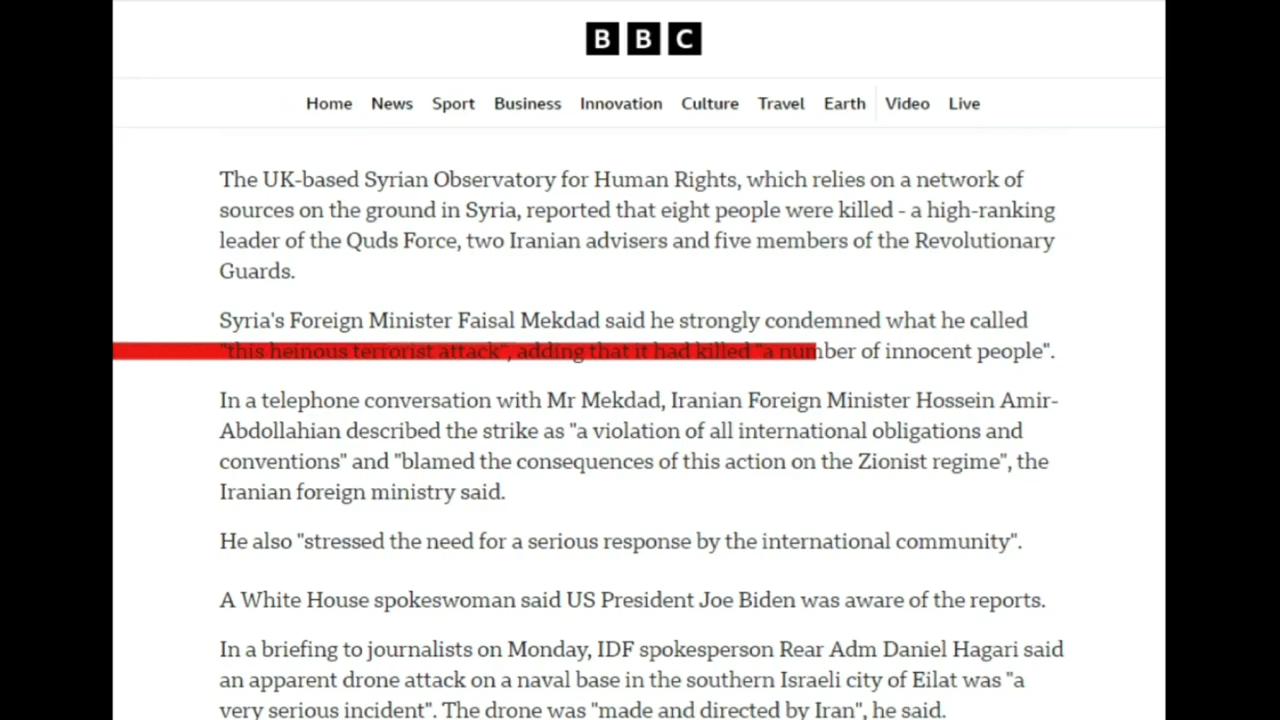 BBC
Home News Sport Business Innovation Culture Travel Earth Video Live
The UK-based Syrian Observatory for Human Rights, which relies on a network of
sources on the ground in Syria, reported that eight people were killed - a high-ranking
leader of the Quds Force, two Iranian advisers and five members of the Revolutionary
Guards.
Syria's Foreign Minister Faisal Mekdad said he strongly condemned what he called
"this heinous terrorist attack", adding that it had killed "a number of innocent people".
In a telephone conversation with Mr Mekdad, Iranian Foreign Minister Hossein Amir-
Abdollahian described the strike as "a violation of all international obligations and
conventions" and "blamed the consequences of this action on the Zionist regime", the
Iranian foreign ministry said.
He also "stressed the need for a serious response by the international community".
A White House spokeswoman said US President Joe Biden was aware of the reports.
In a briefing to journalists on Monday, IDF spokesperson Rear Adm Daniel Hagari said
an apparent drone attack on a naval base in the southern Israeli city of Eilat was "a
very serious incident". The drone was "made and directed by Iran", he said.